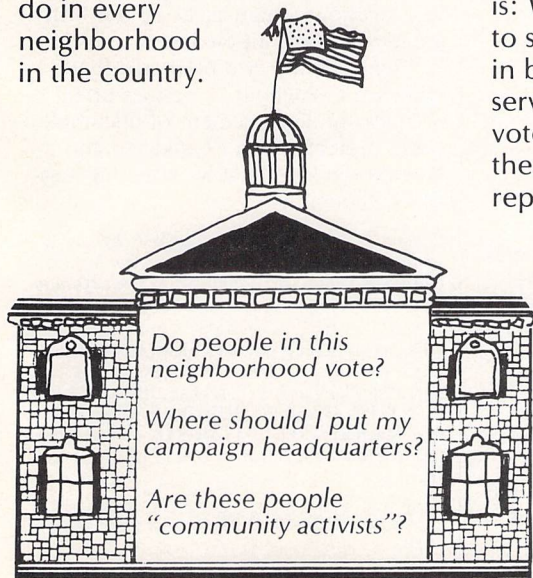 do in every
neighborhood
in the country.
is:
to s
in b
serv
vote
the
rep
Do people in this
neighborhood vote?
Where should I put my
campaign headquarters?
Are these people
"community activists"?